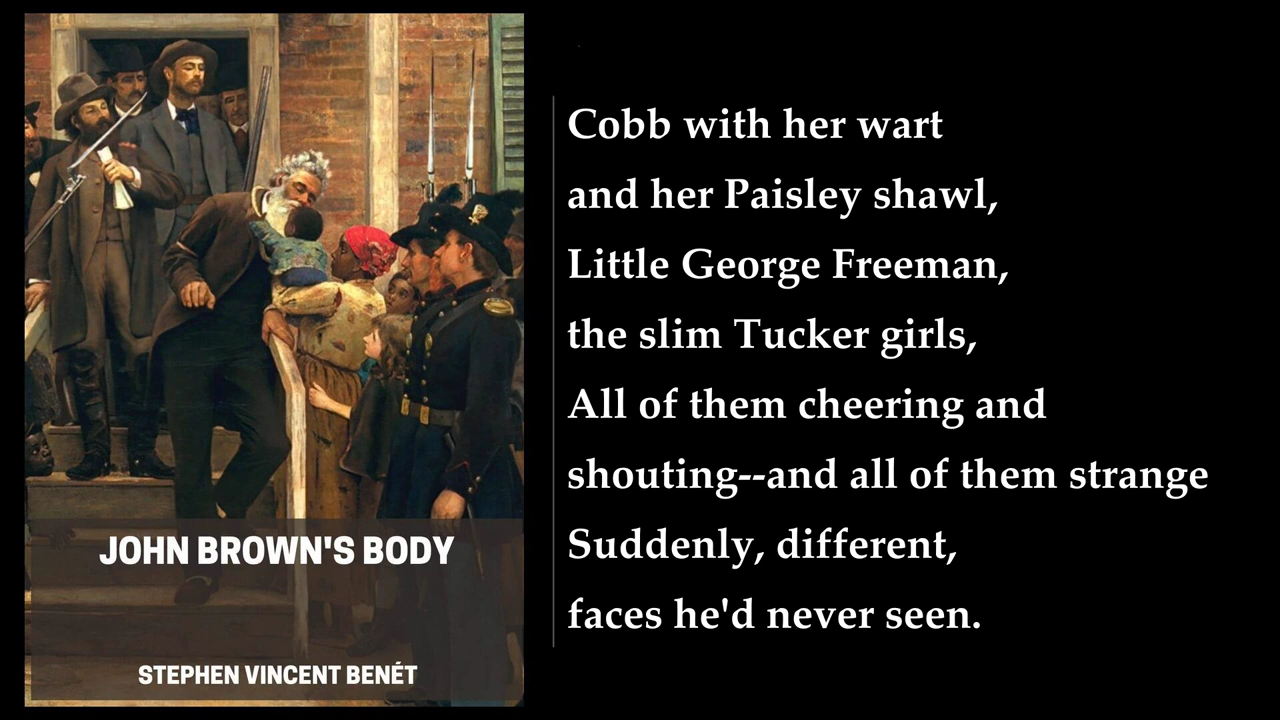 JOHN BROWN'S BODY
STEPHEN VINCENT BENÉT
Cobb with her wart
and her Paisley shawl,
Little George Freeman,
the slim Tucker girls,
All of them cheering and
shouting--and all of them strange
Suddenly, different,
faces he'd never seen.